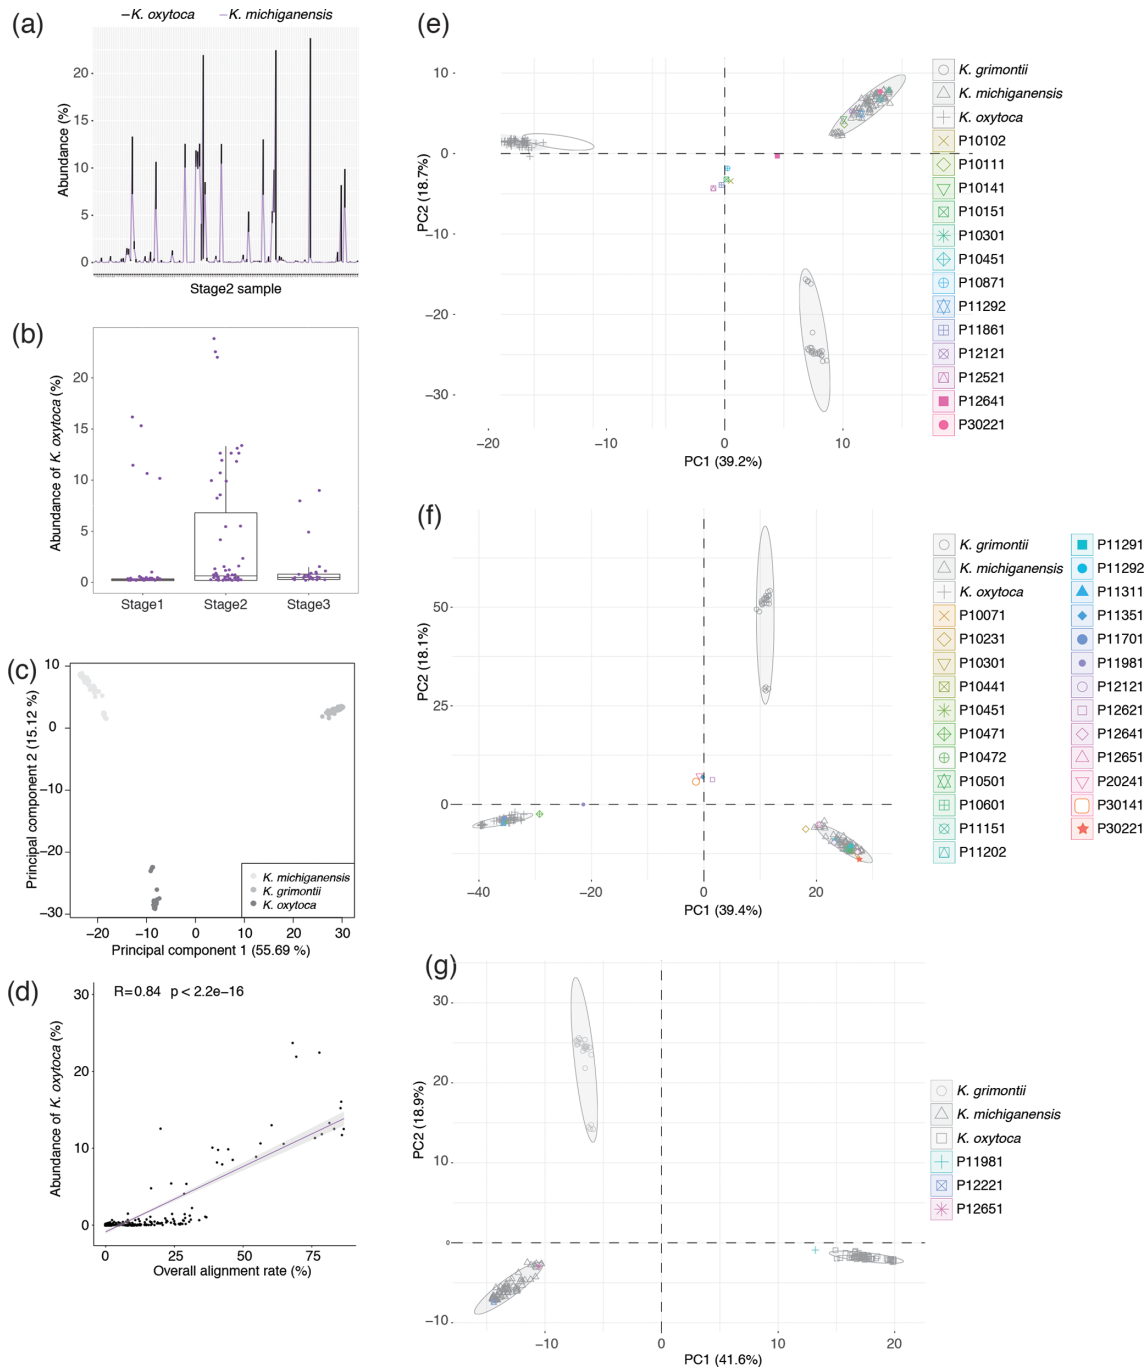 (a)
K. oxytoca
K. michiganensis
20
15
10
5
0
Abundance (%)
Stage2 sample
(b)
20
15
10
5
0
Abundance of K. oxytoca (%)
Stage1 Stage2 Stage3
(c)
10
0
−10
−20
−30
Principal component 2 (15.12 %)
K. michiganensis
K. grimontii
K. oxytoca
−20 −10 0 10 20 30
Principal component 1 (55.69 %)
(d)
R=0.84 p < 2.2e−16
30
20
10
0
Abundance of K. oxytoca (%)
0 25 50 75
Overall alignment rate (%)
(e)
10
0
−10
−20
−30
PC2 (18.7%)
−20 −10 0 10
PC1 (39.2%)
K. grimontii
K. michiganensis
K. oxytoca
P10102
P10111
P10141
P10151
P10301
P10451
P10871
P11292
P11861
P12121
P12521
P12641
P30221
(f)
50
25
0
PC2 (18.1%)
−40 −20 0 20
PC1 (39.4%)
K. grimontii
K. michiganensis
K. oxytoca
P10071
P10231
P10301
P10441
P10451
P10471
P10472
P10501
P10601
P11151
P11202
P11291
P11292
P11311
P11351
P11701
P11981
P12121
P12621
P12641
P12651
P20241
P30141
P30221
(g)
30
20
10
0
−10
PC2 (18.9%)
−10 0 10 20
PC1 (41.6%)
K. grimontii
K. michiganensis
K. oxytoca
P11981
P12221
P12651